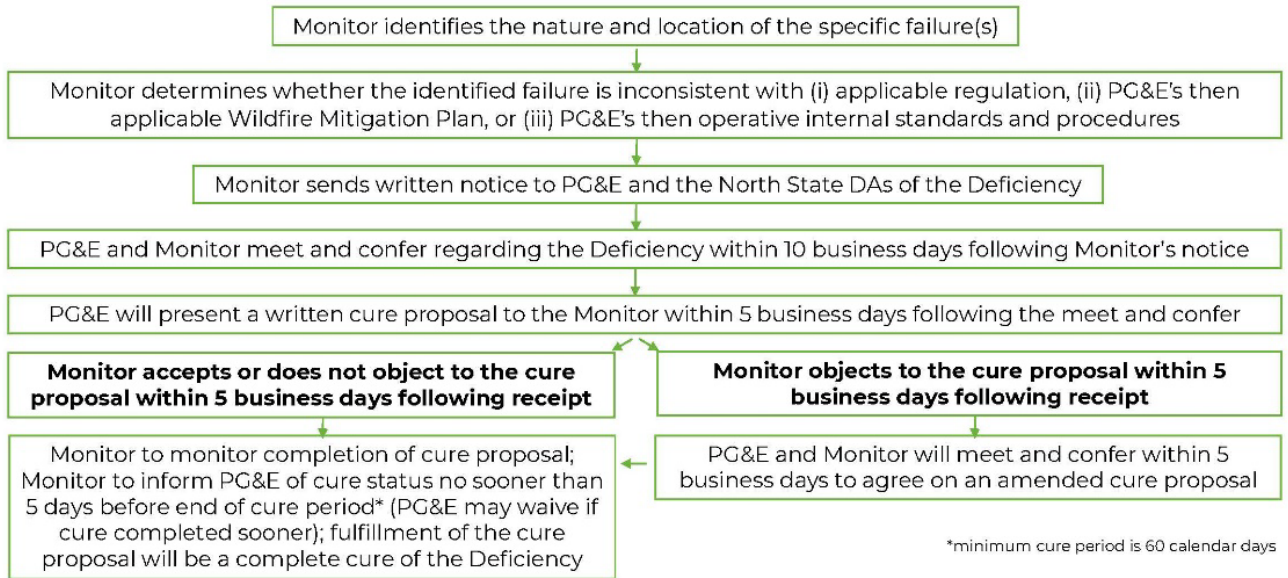 Monitor identifies the nature and location of the specific failure(s)
Monitor determines whether the identified failure is inconsistent with (i) applicable regulation, (ii) PG&E's then
applicable Wildfire Mitigation Plan, or (iii) PG&E's then operative internal standards and procedures
Monitor sends written notice to PG&E and the North State DAs of the Deficiency
PG&E and Monitor meet and confer regarding the Deficiency within 10 business days following Monitor's notice
PG&E will present a written cure proposal to the Monitor within 5 business days following the meet and confer
Monitor accepts or does not object to the cure
proposal within 5 business days following receipt
Monitor objects to the cure proposal within 5
business days following receipt
Monitor to monitor completion of cure proposal;
Monitor to inform PG&E of cure status no sooner than
5 days before end of cure period* (PG&E may waive if
cure completed sooner); fulfillment of the cure
proposal will be a complete cure of the Deficiency
PG&E and Monitor will meet and confer within 5
business days to agree on an amended cure proposal
*minimum cure period is 60 calendar days